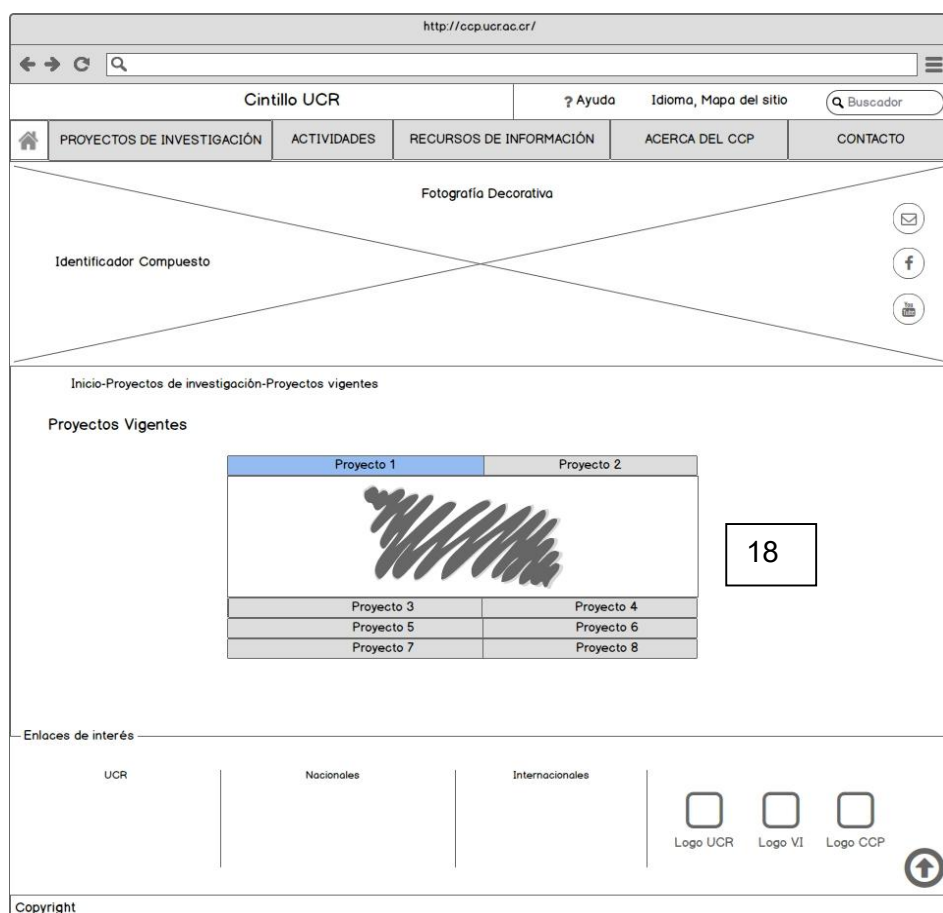 http://ccp.ucr.ac.cr/
Cintillo UCR
? Ayuda
Idioma, Mapa del sitio
Buscador
PROYECTOS DE INVESTIGACIÓN
ACTIVIDADES
RECURSOS DE INFORMACIÓN
ACERCA DEL CCP
CONTACTO
Fotografía Decorativa
Identificador Compuesto
f
You Tube
Inicio-Proyectos de investigación-Proyectos vigentes
Proyectos Vigentes
Proyecto 1
Proyecto 2
18
Proyecto 3
Proyecto 4
Proyecto 5
Proyecto 6
Proyecto 7
Proyecto 8
Enlaces de interés
UCR
Nacionales
Internacionales
Logo UCR
Logo VI
Logo CCP
Copyright